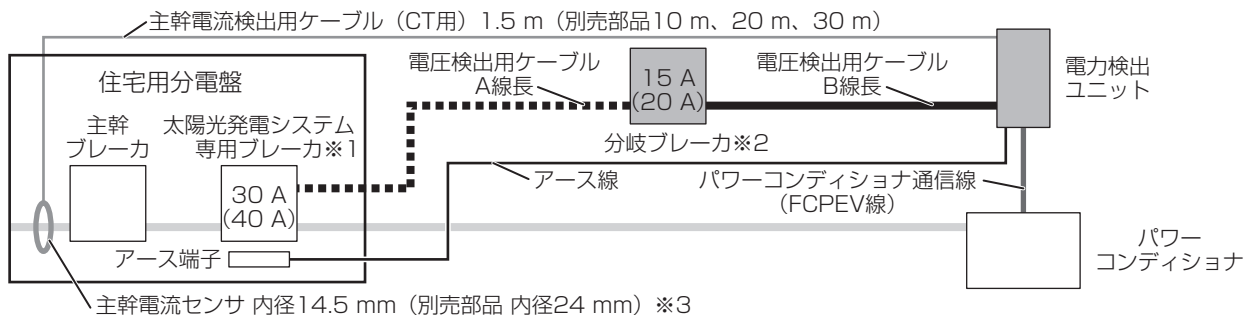 主幹電流検出用ケーブル（CT用）1.5 m（別売部品10 m、20 m、30 m）
住宅用分電盤
主幹
ブレーカ
太陽光発電システム
専用ブレーカ※1
30 A
(40 A)
アース端子
電圧検出用ケーブル
A線長
15 A
(20 A)
分岐ブレーカ※2
電圧検出用ケーブル
B線長
電力検出
ユニット
アース線
パワーコンディショナ通信線
（FCPEV線）
パワー
コンディショナ
主幹電流センサ 内径14.5 mm（別売部品 内径24 mm）※3